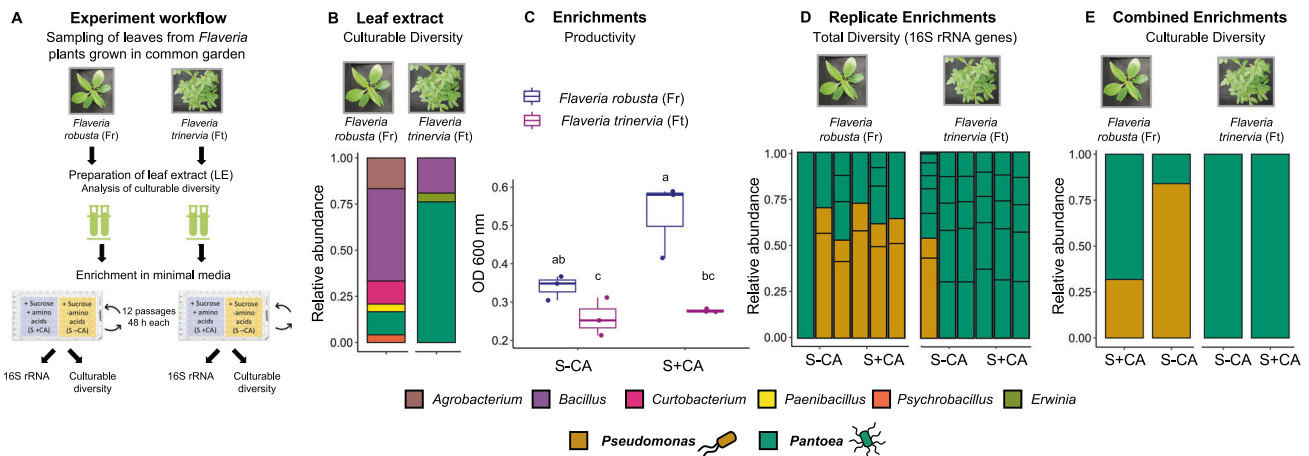 A
Experiment workflow
Sampling of leaves from Flaveria
plants grown in common garden
Flaveria
robusta (Fr)
Flaveria
trinervia (Ft)
Preparation of leaf extract (LE)
Analysis of culturable diversity
Enrichment in minimal media
+ Sucrose
+ amino
acids
(S +CA)
+ Sucrose
-amino
acids
(S –CA)
12 passages
48 h each
+ Sucrose
+ amino
acids
(S +CA)
+ Sucrose
-amino
acids
(S –CA)
16S rRNA
Culturable
diversity
16S rRNA
Culturable
diversity
B
Leaf extract
Culturable Diversity
Flaveria
robusta (Fr)
Flaveria
trinervia (Ft)
Relative abundance
1.00
0.75
0.50
0.25
0.00
C
Enrichments
Productivity
Flaveria robusta (Fr)
Flaveria trinervia (Ft)
OD 600 nm
0.6
0.5
0.4
0.3
0.2
ab
c
a
bc
S-CA
S+CA
D
Replicate Enrichments
Total Diversity (16S rRNA genes)
Flaveria
robusta (Fr)
Flaveria
trinervia (Ft)
Relative abundance
1.00
0.75
0.50
0.25
0.00
S-CA
S+CA
S-CA
S+CA
E
Combined Enrichments
Culturable Diversity
Flaveria
robusta (Fr)
Flaveria
trinervia (Ft)
Relative abundance
1.00
0.75
0.50
0.25
0.00
S+CA
S-CA
S-CA
S+CA
Agrobacterium
Bacillus
Curtobacterium
Paenibacillus
Psychrobacillus
Erwinia
Pseudomonas
Pantoea